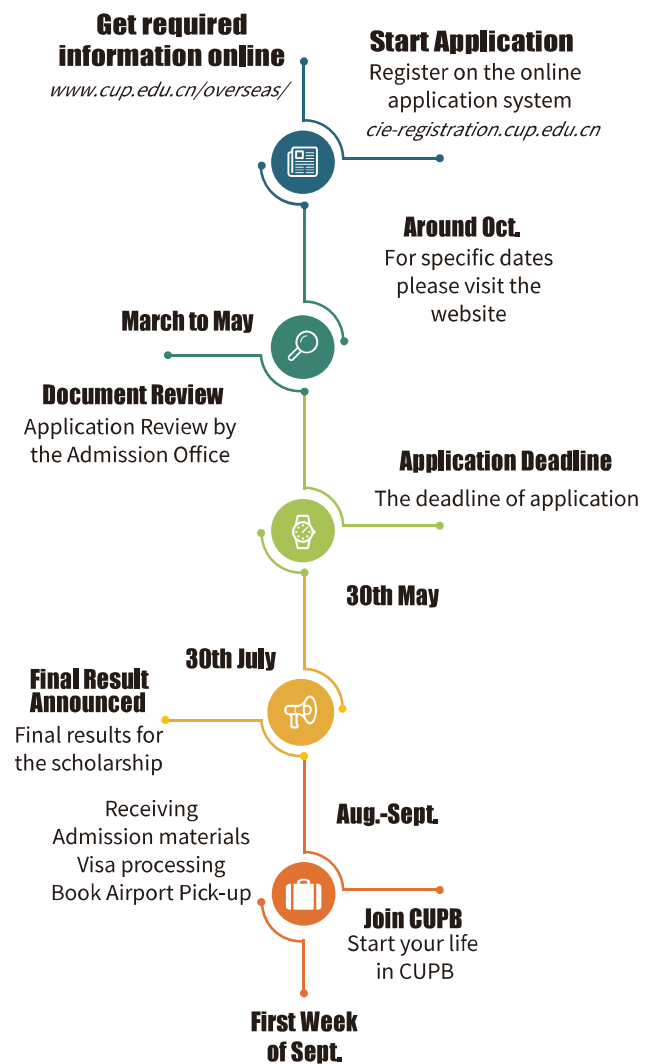 Get required
information online
www.cup.edu.cn/overseas/
Start Application
Register on the online
application system
cie-registration.cup.edu.cn
Around Oct.
For specific dates
please visit the
website
March to May
Document Review
Application Review by
the Admission Office
Application Deadline
The deadline of application
30th May
30th July
Final Result
Announced
Final results for
the scholarship
Aug.-Sept.
Receiving
Admission materials
Visa processing
Book Airport Pick-up
Join CUPB
Start your life
in CUPB
First Week
of Sept.